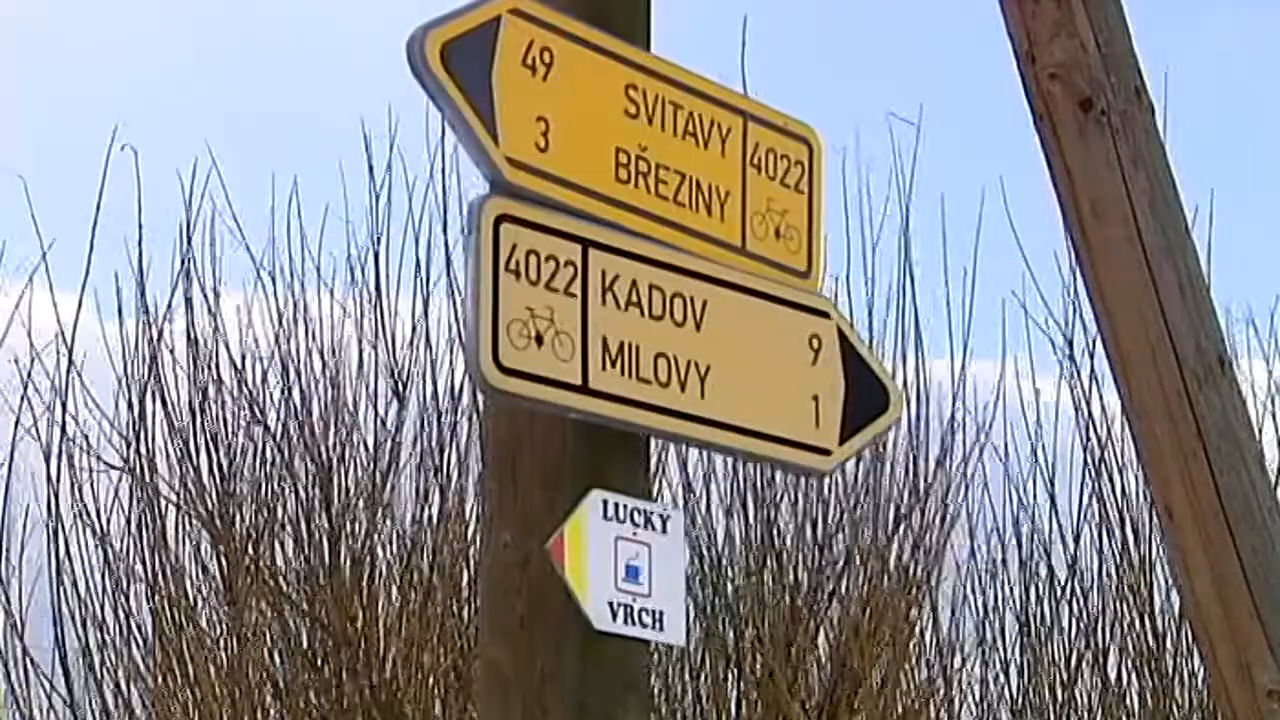 49 SVITAVY 4022
3 BŘEZINY
4022 KADOV 9
MILOVY 1
LUCKÝ
VRCH